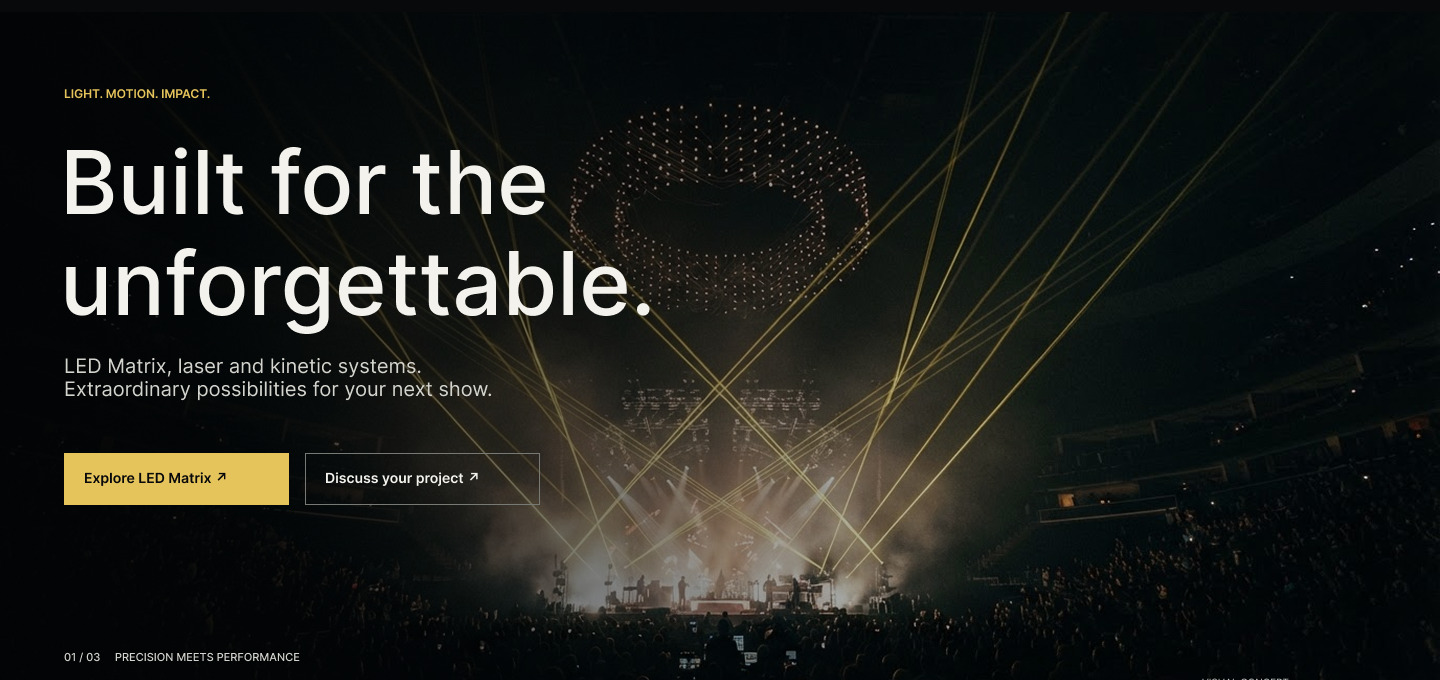 LIGHT. MOTION. IMPACT.
Built for the
unforgettable.
LED Matrix, laser and kinetic systems.
Extraordinary possibilities for your next show.
Explore LED Matrix ↗
Discuss your project ↗
01 / 03 PRECISION MEETS PERFORMANCE